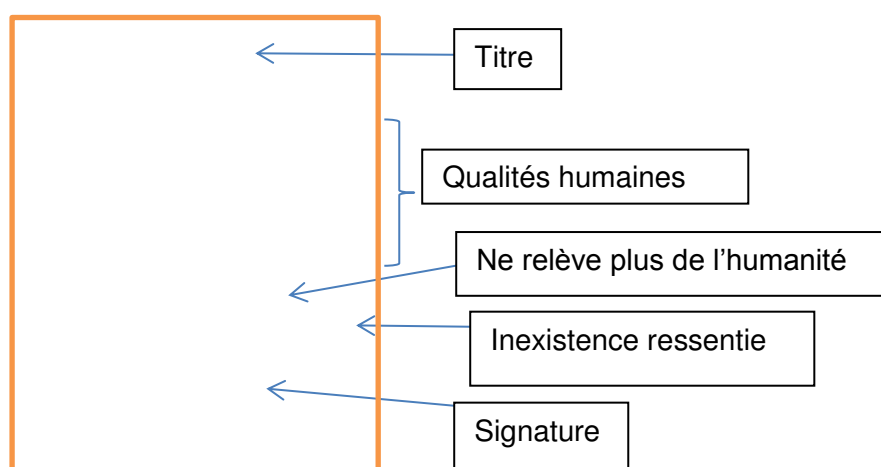 Titre
Qualités humaines
Ne relève plus de l'humanité
Inexistence ressentie
Signature